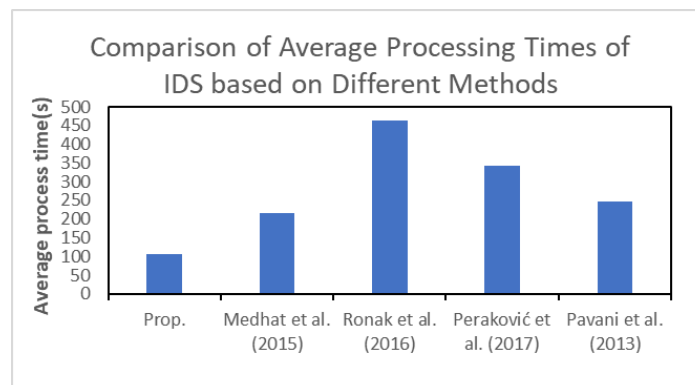 Comparison of Average Processing Times of
IDS based on Different Methods
Average process time(s)
500
450
400
350
300
250
200
150
100
50
0
Prop.
Medhat et al.
(2015)
Ronak et al.
(2016)
Peraković et
al. (2017)
Pavani et al.
(2013)